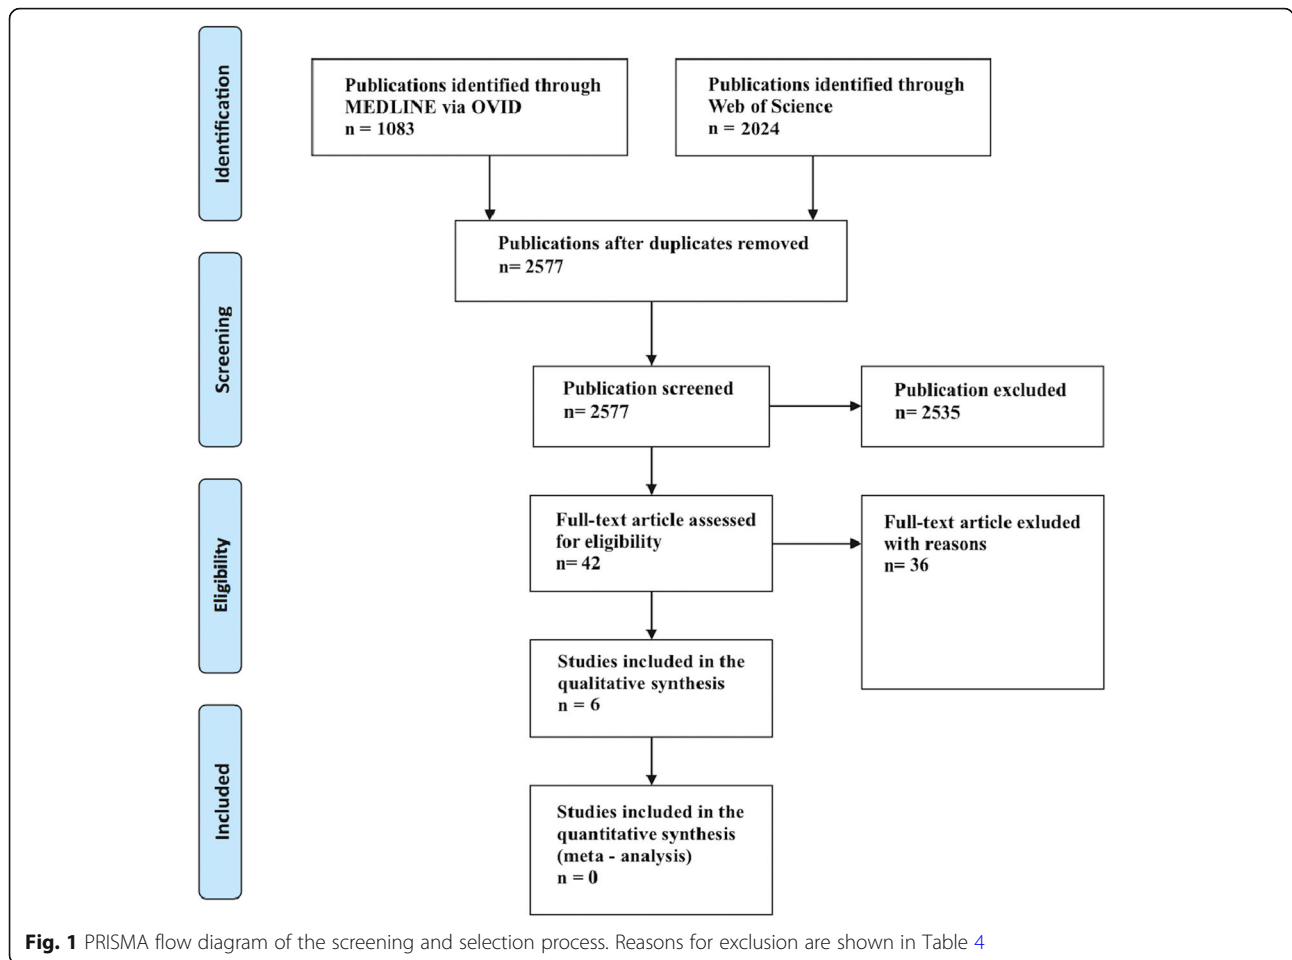 Identification
Publications identified through
MEDLINE via OVID
n = 1083
Publications identified through
Web of Science
n = 2024
Publications after duplicates removed
n= 2577
Screening
Publication screened
n= 2577
Publication excluded
n= 2535
Eligibility
Full-text article assessed
for eligibility
n= 42
Full-text article exluded
with reasons
n= 36
Studies included in the
qualitative synthesis
n = 6
Included
Studies included in the
quantitative synthesis
(meta - analysis)
n = 0
Fig. 1 PRISMA flow diagram of the screening and selection process. Reasons for exclusion are shown in Table 4